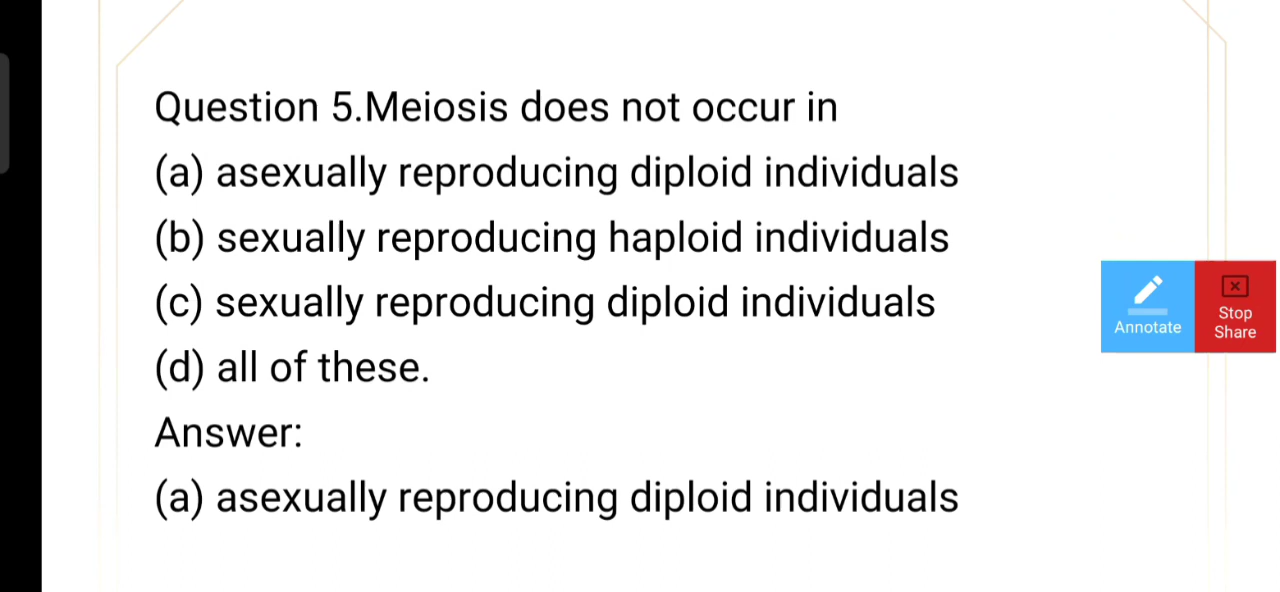 Question 5.Meiosis does not occur in
(a) asexually reproducing diploid individuals
(b) sexually reproducing haploid individuals
(c) sexually reproducing diploid individuals
(d) all of these.
Answer:
(a) asexually reproducing diploid individuals
Annotate
Stop
Share